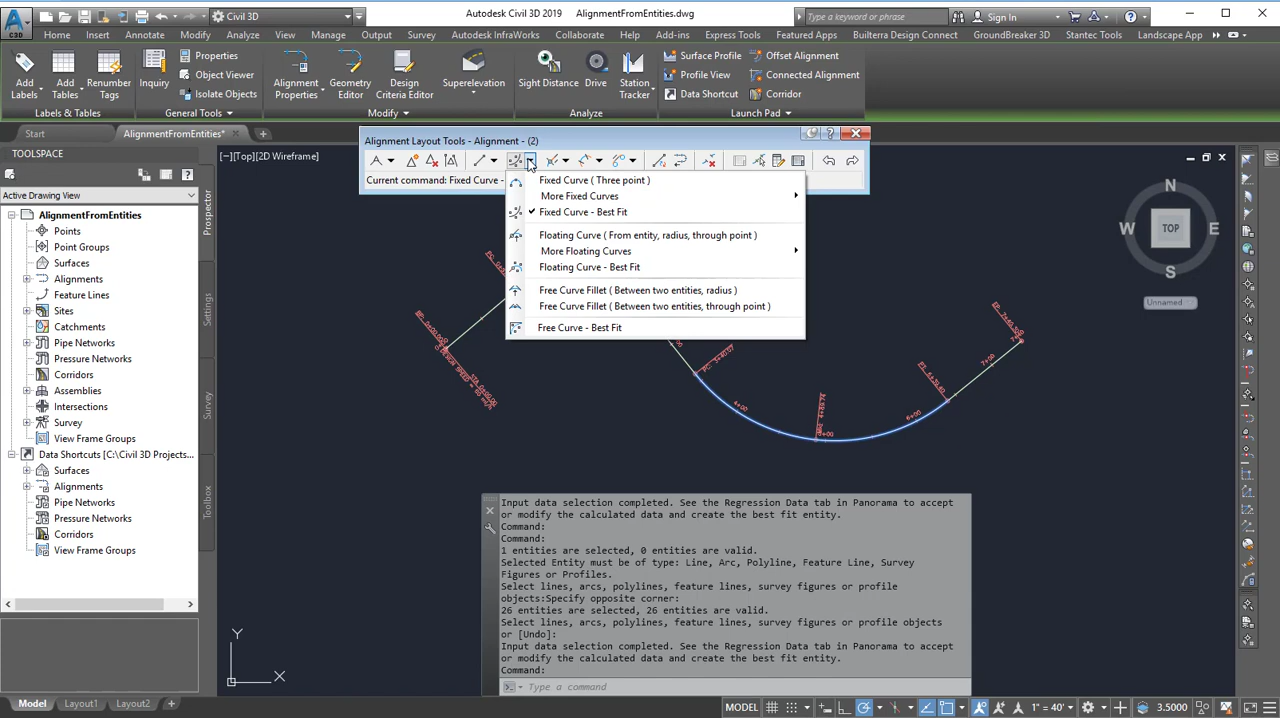 Civil 3D
Autodesk Civil 3D 2019 AlignmentFromEntities.dwg
Type a keyword or phrase
Sign In
C3D
Home Insert Annotate Modify Analyze View Manage Output Survey Autodesk InfraWorks Collaborate Help Add-ins Express Tools Featured Apps Builterra Design Connect GroundBreaker 3D Stantec Tools Landscape App
Add Labels
Add Tables
Renumber Tags
Inquiry
Properties
Object Viewer
Isolate Objects
Alignment Properties
Geometry Editor
Design Criteria Editor
Superelevation
Sight Distance
Drive
Station Tracker
Surface Profile
Profile View
Data Shortcut
Offset Alignment
Connected Alignment
Corridor
Labels & Tables
General Tools
Modify
Analyze
Launch Pad
Start
AlignmentFromEntities*
TOOLSPACE
Active Drawing View
AlignmentFromEntities
Points
Point Groups
Surfaces
Alignments
Feature Lines
Sites
Catchments
Pipe Networks
Pressure Networks
Corridors
Assemblies
Intersections
Survey
View Frame Groups
Data Shortcuts [C:\Civil 3D Projects...
Surfaces
Alignments
Pipe Networks
Pressure Networks
Corridors
View Frame Groups
Prospector
Settings
Survey
Toolbox
[-][Top][2D Wireframe]
Alignment Layout Tools - Alignment - (2)
Current command: Fixed Curve -
Fixed Curve ( Three point )
More Fixed Curves
Fixed Curve - Best Fit
Floating Curve ( From entity, radius, through point )
More Floating Curves
Floating Curve - Best Fit
Free Curve Fillet ( Between two entities, radius )
Free Curve Fillet ( Between two entities, through point )
Free Curve - Best Fit
N
W
TOP
E
S
Unnamed
4+00
6+00
7+00
Input data selection completed. See the Regression Data tab in Panorama to accept
or modify the calculated data and create the best fit entity.
Command:
Command:
1 entities are selected, 0 entities are valid.
Selected Entity must be of type: Line, Arc, Polyline, Feature Line, Survey
Figures or Profiles.
Select lines, arcs, polylines, feature lines, survey figures or profile
objects:Specify opposite corner:
26 entities are selected, 26 entities are valid.
Select lines, arcs, polylines, feature lines, survey figures or profile objects
or [Undo]:
Input data selection completed. See the Regression Data tab in Panorama to accept
or modify the calculated data and create the best fit entity.
Command:
Type a command
Y
X
Model Layout1 Layout2 +
MODEL
1" = 40'
3.5000